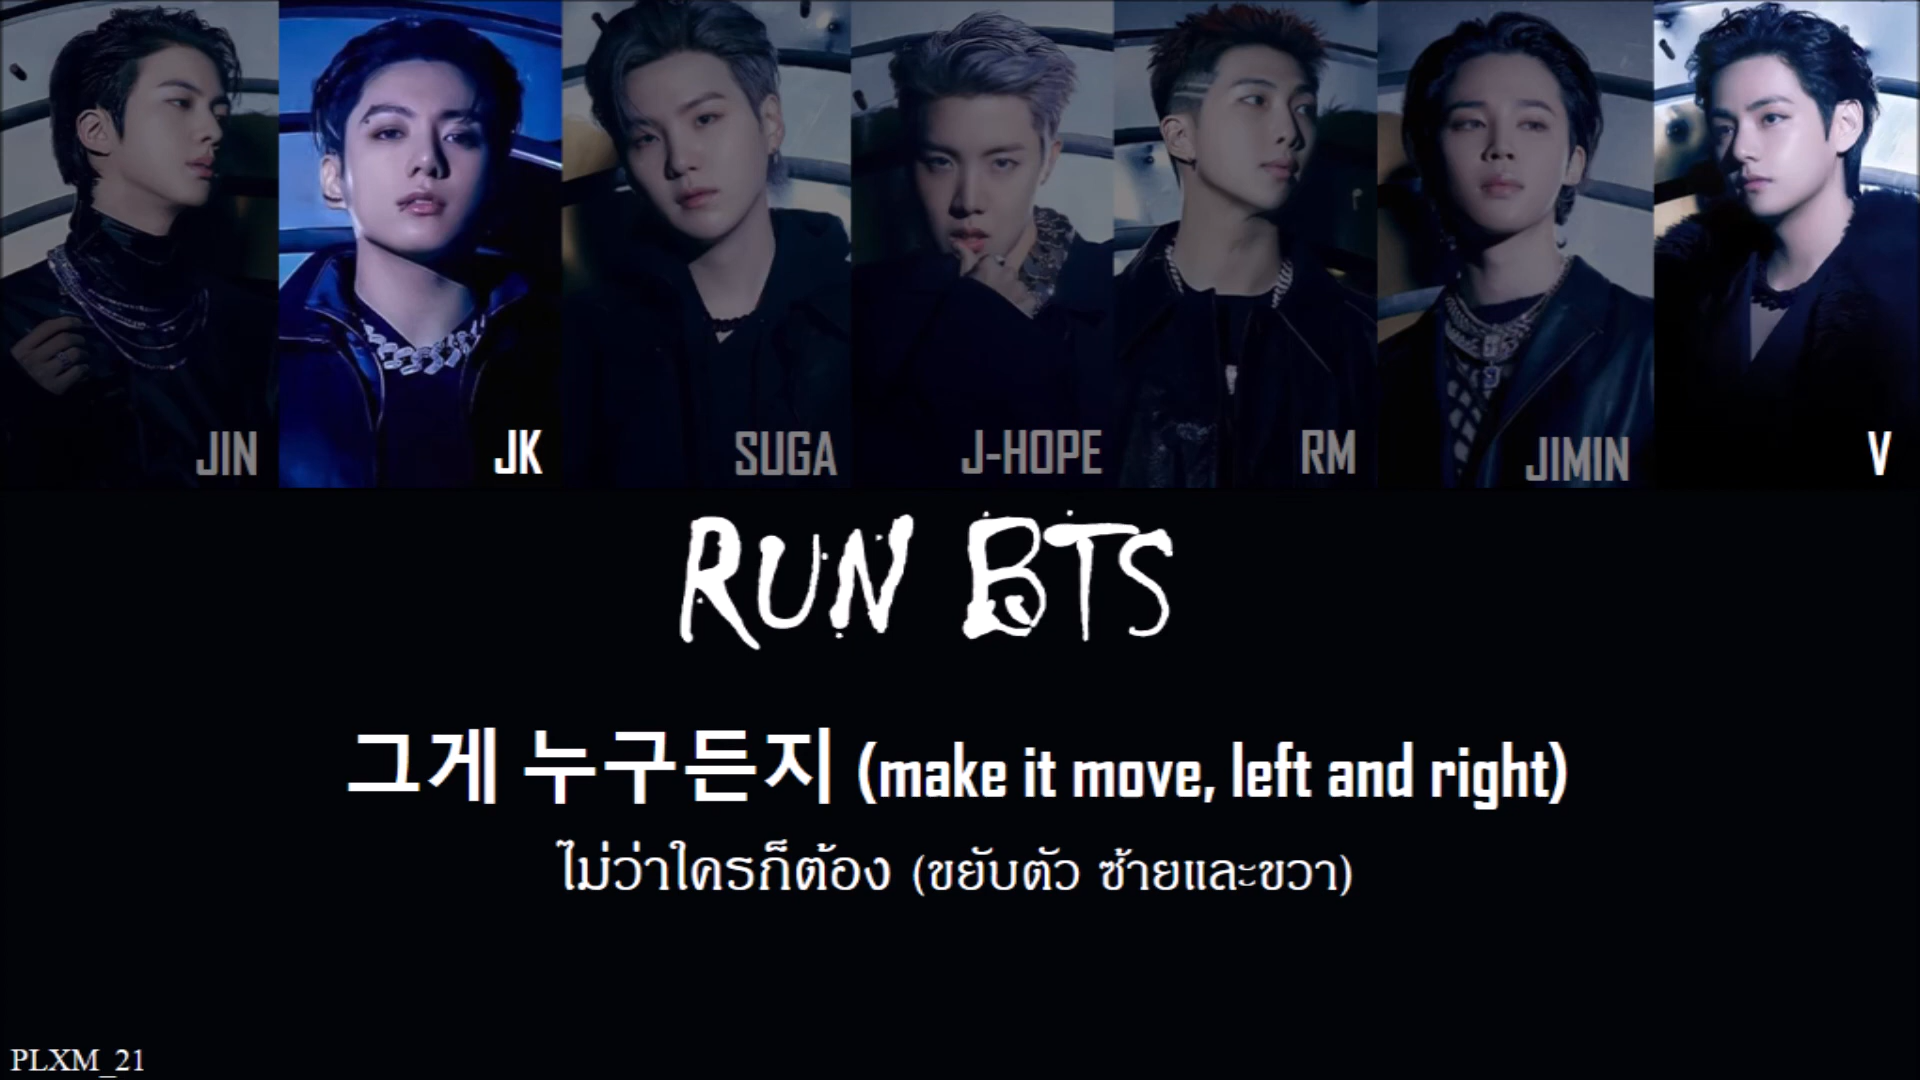 JIN JK SUGA J-HOPE RM JIMIN V
RUN BTS
그게 누구든지 (make it move, left and right)
ไม่ว่าใครก็ต้อง (ขยับตัว ซ้ายและขวา)
PLXM_21